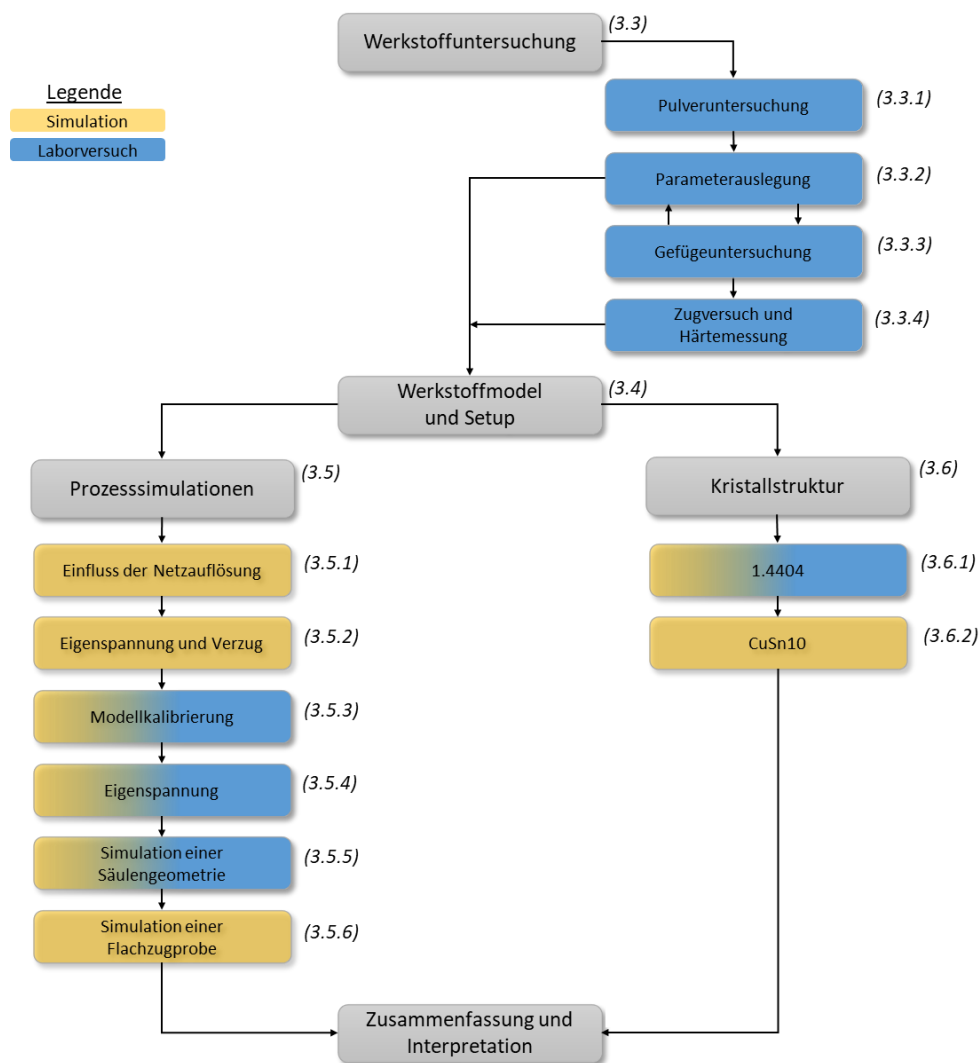 Werkstoffuntersuchung
(3.3)
Legende
Simulation
Laborversuch
Pulveruntersuchung
(3.3.1)
Parameterauslegung
(3.3.2)
Gefügeuntersuchung
(3.3.3)
Zugversuch und
Härtemessung
(3.3.4)
Werkstoffmodel
und Setup
(3.4)
Prozesssimulationen
(3.5)
Einfluss der Netzauflösung
(3.5.1)
Eigenspannung und Verzug
(3.5.2)
Modellkalibrierung
(3.5.3)
Eigenspannung
(3.5.4)
Simulation einer
Säulengeometrie
(3.5.5)
Simulation einer
Flachzugprobe
(3.5.6)
Kristallstruktur
(3.6)
1.4404
(3.6.1)
CuSn10
(3.6.2)
Zusammenfassung und
Interpretation